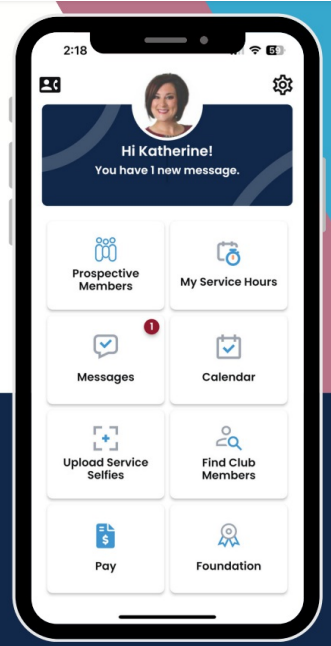 2:18
59
Hi Katherine!
You have 1 new message.
Prospective
Members
My Service Hours
1
Messages
Calendar
Upload Service
Selfies
Find Club
Members
$
Pay
Foundation